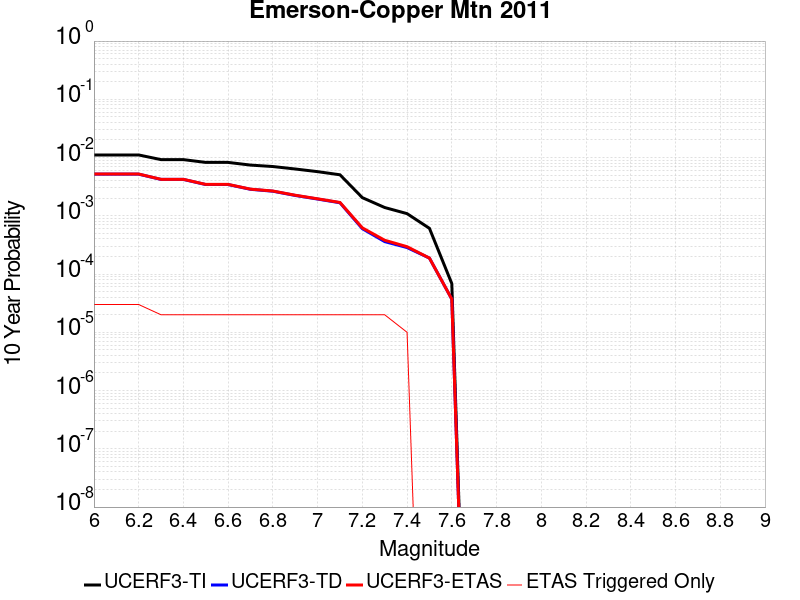 Emerson-Copper Mtn 2011
10^0
10^-1
10^-2
10^-3
10^-4
10^-5
10^-6
10^-7
10^-8
10 Year Probability
6 6.2 6.4 6.6 6.8 7 7.2 7.4 7.6 7.8 8 8.2 8.4 8.6 8.8 9
Magnitude
UCERF3-TI UCERF3-TD UCERF3-ETAS ETAS Triggered Only